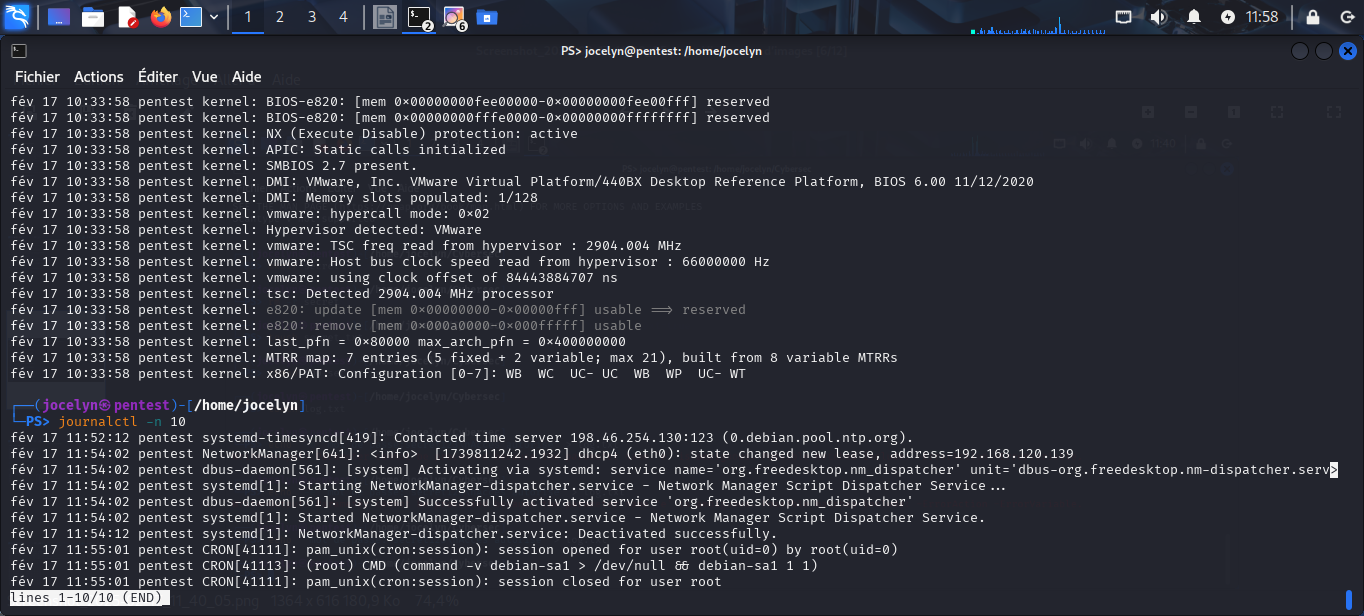 1 2 3 4 2 6 11:58
PS> jocelyn@pentest: /home/jocelyn
Fichier Actions Éditer Vue Aide
fév 17 10:33:58 pentest kernel: BIOS-e820: [mem 0×00000000fee00000-0×00000000fee00fff] reserved
fév 17 10:33:58 pentest kernel: BIOS-e820: [mem 0×00000000fffe0000-0×00000000ffffffff] reserved
fév 17 10:33:58 pentest kernel: NX (Execute Disable) protection: active
fév 17 10:33:58 pentest kernel: APIC: Static calls initialized
fév 17 10:33:58 pentest kernel: SMBIOS 2.7 present.
fév 17 10:33:58 pentest kernel: DMI: VMware, Inc. VMware Virtual Platform/440BX Desktop Reference Platform, BIOS 6.00 11/12/2020
fév 17 10:33:58 pentest kernel: DMI: Memory slots populated: 1/128
fév 17 10:33:58 pentest kernel: vmware: hypercall mode: 0×02
fév 17 10:33:58 pentest kernel: Hypervisor detected: VMware
fév 17 10:33:58 pentest kernel: vmware: TSC freq read from hypervisor : 2904.004 MHz
fév 17 10:33:58 pentest kernel: vmware: Host bus clock speed read from hypervisor : 66000000 Hz
fév 17 10:33:58 pentest kernel: vmware: using clock offset of 84443884707 ns
fév 17 10:33:58 pentest kernel: tsc: Detected 2904.004 MHz processor
fév 17 10:33:58 pentest kernel: e820: update [mem 0×00000000-0×00000fff] usable ==> reserved
fév 17 10:33:58 pentest kernel: e820: remove [mem 0×000a0000-0×000fffff] usable
fév 17 10:33:58 pentest kernel: last_pfn = 0×80000 max_arch_pfn = 0×400000000
fév 17 10:33:58 pentest kernel: MTRR map: 7 entries (5 fixed + 2 variable; max 21), built from 8 variable MTRRs
fév 17 10:33:58 pentest kernel: x86/PAT: Configuration [0-7]: WB WC UC- UC WB WP UC- WT
┌──(jocelyn㉿pentest)-[/home/jocelyn]
└─PS> journalctl -n 10
fév 17 11:52:12 pentest systemd-timesyncd[419]: Contacted time server 198.46.254.130:123 (0.debian.pool.ntp.org).
fév 17 11:54:02 pentest NetworkManager[641]: <info> [1739811242.1932] dhcp4 (eth0): state changed new lease, address=192.168.120.139
fév 17 11:54:02 pentest dbus-daemon[561]: [system] Activating via systemd: service name='org.freedesktop.nm_dispatcher' unit='dbus-org.freedesktop.nm-dispatcher.serv>
fév 17 11:54:02 pentest systemd[1]: Starting NetworkManager-dispatcher.service - Network Manager Script Dispatcher Service...
fév 17 11:54:02 pentest dbus-daemon[561]: [system] Successfully activated service 'org.freedesktop.nm_dispatcher'
fév 17 11:54:02 pentest systemd[1]: Started NetworkManager-dispatcher.service - Network Manager Script Dispatcher Service.
fév 17 11:54:12 pentest systemd[1]: NetworkManager-dispatcher.service: Deactivated successfully.
fév 17 11:55:01 pentest CRON[41111]: pam_unix(cron:session): session opened for user root(uid=0) by root(uid=0)
fév 17 11:55:01 pentest CRON[41113]: (root) CMD (command -v debian-sa1 > /dev/null && debian-sa1 1 1)
fév 17 11:55:01 pentest CRON[41111]: pam_unix(cron:session): session closed for user root
lines 1-10/10 (END)